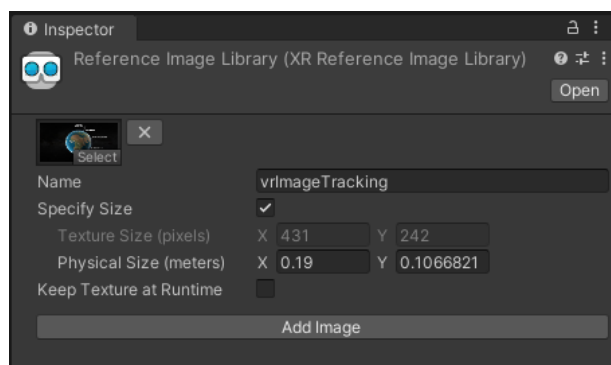 Inspector
Reference Image Library (XR Reference Image Library)
Open
Select
Name vrImageTracking
Specify Size
Texture Size (pixels) X 431 Y 242
Physical Size (meters) X 0.19 Y 0.1066821
Keep Texture at Runtime
Add Image